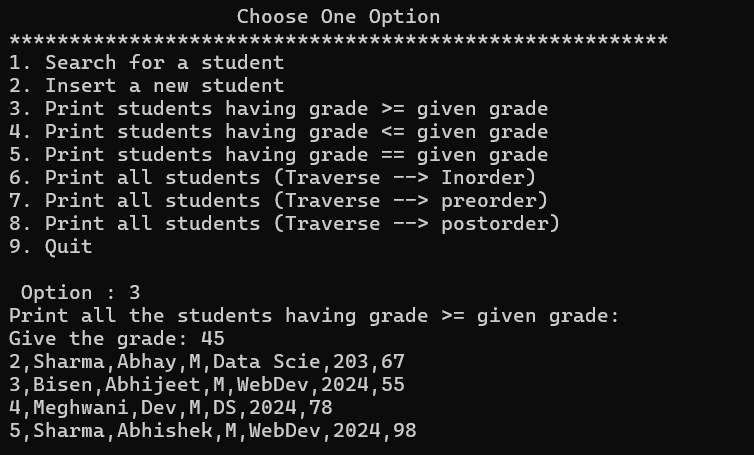 Choose One Option
*******************************************************
1. Search for a student
2. Insert a new student
3. Print students having grade >= given grade
4. Print students having grade <= given grade
5. Print students having grade == given grade
6. Print all students (Traverse --> Inorder)
7. Print all students (Traverse --> preorder)
8. Print all students (Traverse --> postorder)
9. Quit
Option : 3
Print all the students having grade >= given grade:
Give the grade: 45
2,Sharma,Abhay,M,Data Scie,203,67
3,Bisen,Abhijeet,M,WebDev,2024,55
4,Meghwani,Dev,M,DS,2024,78
5,Sharma,Abhishek,M,WebDev,2024,98